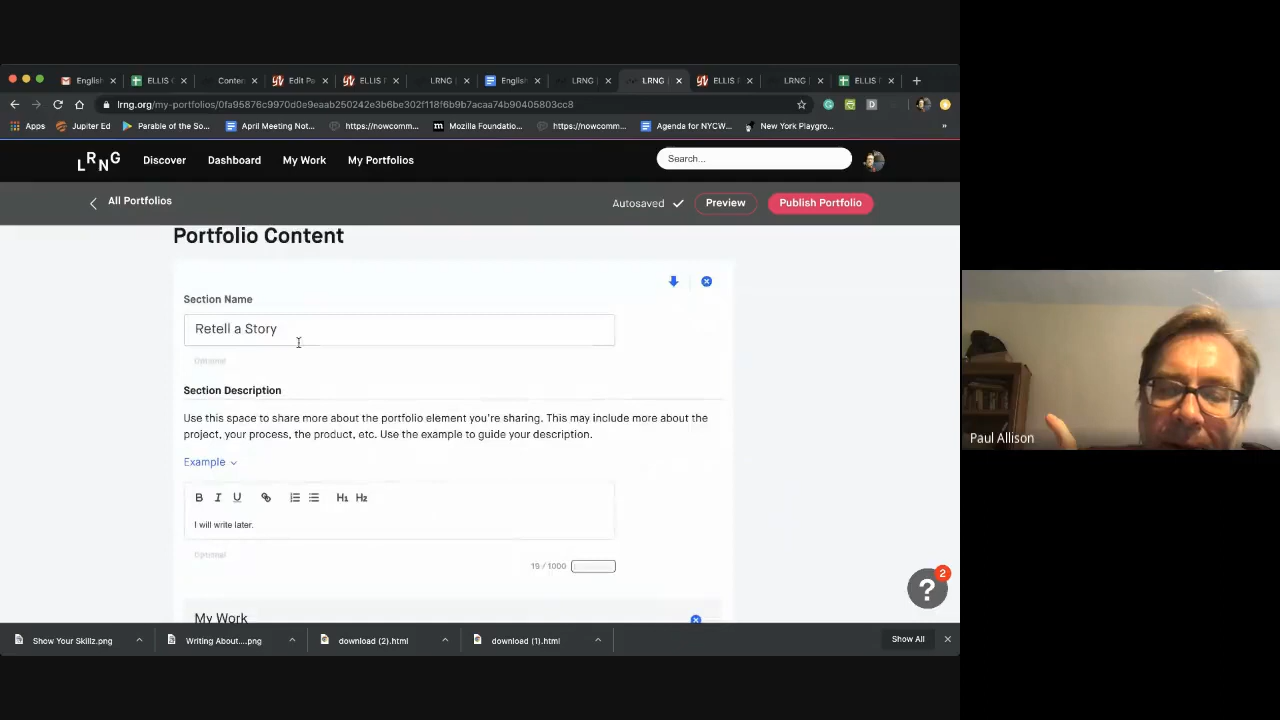 English
ELLIS
Conten
Edit Po
ELLIS
LRNG
English
LRNG
LRNG
ELLIS
LRNG
ELLIS
lrng.org/my-portfolios/0fa95876c9970d0e9eaab250242e3b6be302f118f6b9b7acaa74b90405803cc8
Apps
Jupiter Ed
Parable of the So...
April Meeting Not...
https://nowcomm...
Mozilla Foundatio...
https://nowcomm...
Agenda for NYCW...
New York Playgro...
»
LRNG
Discover
Dashboard
My Work
My Portfolios
Search...
All Portfolios
Autosaved
Preview
Publish Portfolio
Portfolio Content
Section Name
Retell a Story
Optional
Section Description
Use this space to share more about the portfolio element you're sharing. This may include more about the
project, your process, the product, etc. Use the example to guide your description.
Example
B I U H1 H2
I will write later.
Optional
19 / 1000
My Work
? 2
Show Your Skillz.png
Writing About....png
download (2).html
download (1).html
Show All
Paul Allison